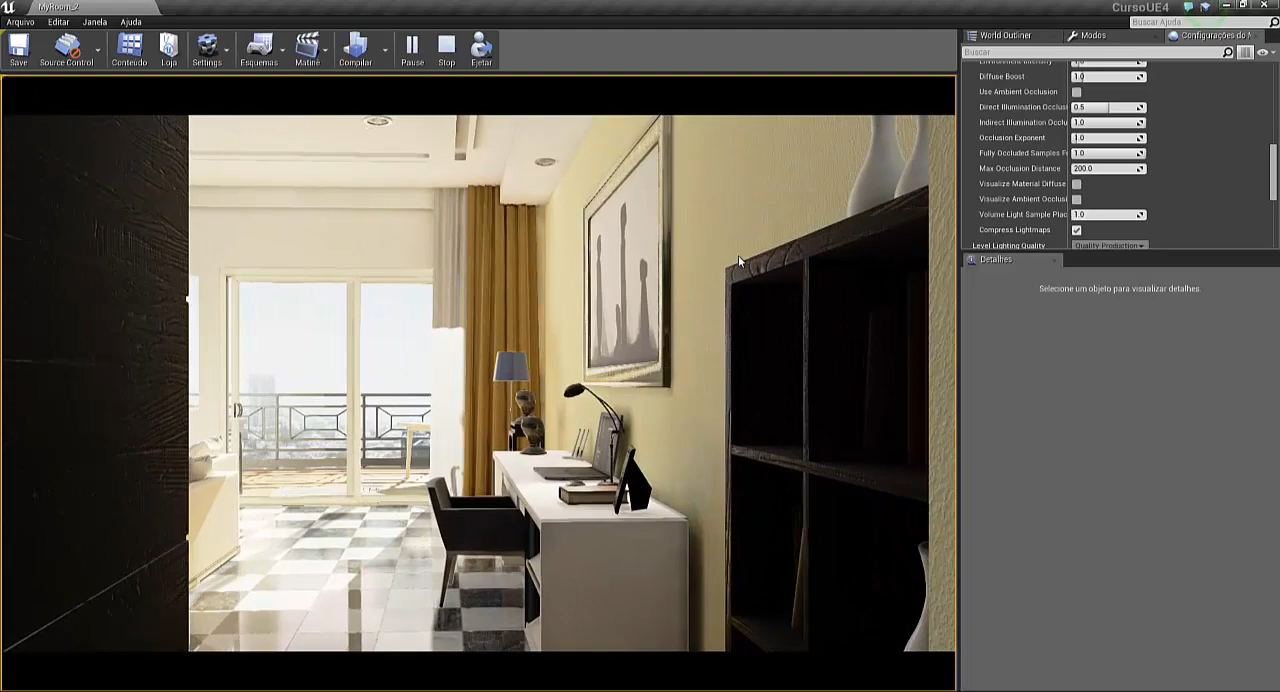 MyRoom_2
CursoUE4
Arquivo Editar Janela Ajuda
Buscar Ajuda
Save Source Control Conteúdo Loja Settings Esquemas Matinê Compilar Pause Stop Ejetar
World Outliner Modos Configurações do
Buscar
Environment Intensity
Diffuse Boost 1.0
Use Ambient Occlusion
Direct Illumination Occlus 0.5
Indirect Illumination Occlu 1.0
Occlusion Exponent 1.0
Fully Occluded Samples F 1.0
Max Occlusion Distance 200.0
Visualize Material Diffuse
Visualize Ambient Occlusi
Volume Light Sample Plac 1.0
Compress Lightmaps
Level Lighting Quality Quality Production
Detalhes
Selecione um objeto para visualizar detalhes.